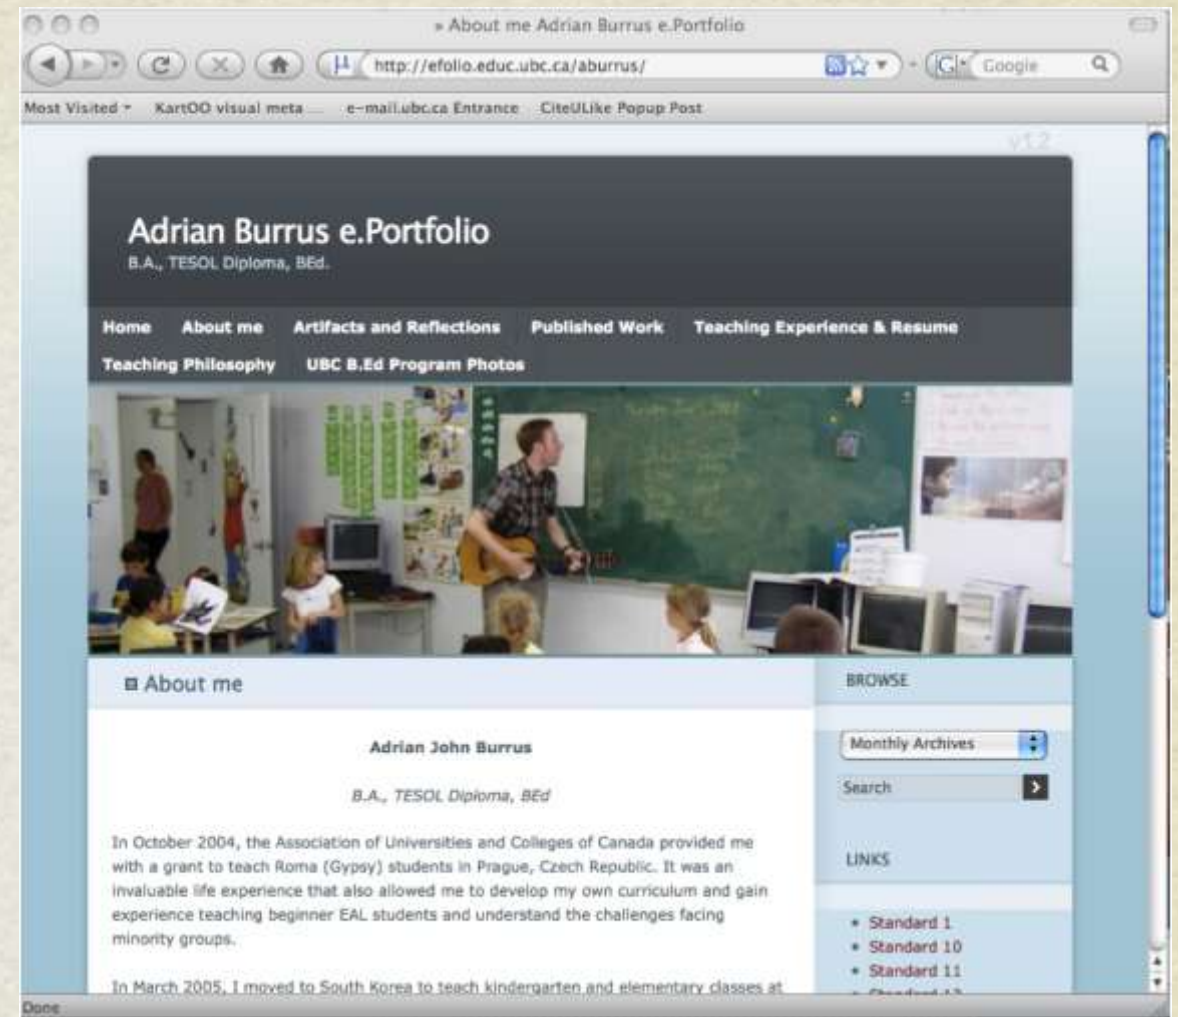 » About me Adrian Burrus e.Portfolio
http://efolio.educ.ubc.ca/aburrus/
Google
Most Visited
KartOO visual meta ...
e-mail.ubc.ca Entrance
CiteULike Popup Post
v1.2
Adrian Burrus e.Portfolio
B.A., TESOL Diploma, BEd.
Home About me Artifacts and Reflections Published Work Teaching Experience & Resume
Teaching Philosophy UBC B.Ed Program Photos
About me
Adrian John Burrus
B.A., TESOL Diploma, BEd
In October 2004, the Association of Universities and Colleges of Canada provided me
with a grant to teach Roma (Gypsy) students in Prague, Czech Republic. It was an
invaluable life experience that also allowed me to develop my own curriculum and gain
experience teaching beginner EAL students and understand the challenges facing
minority groups.
In March 2005, I moved to South Korea to teach kindergarten and elementary classes at
BROWSE
Monthly Archives
Search
LINKS
Standard 1
Standard 10
Standard 11
Done